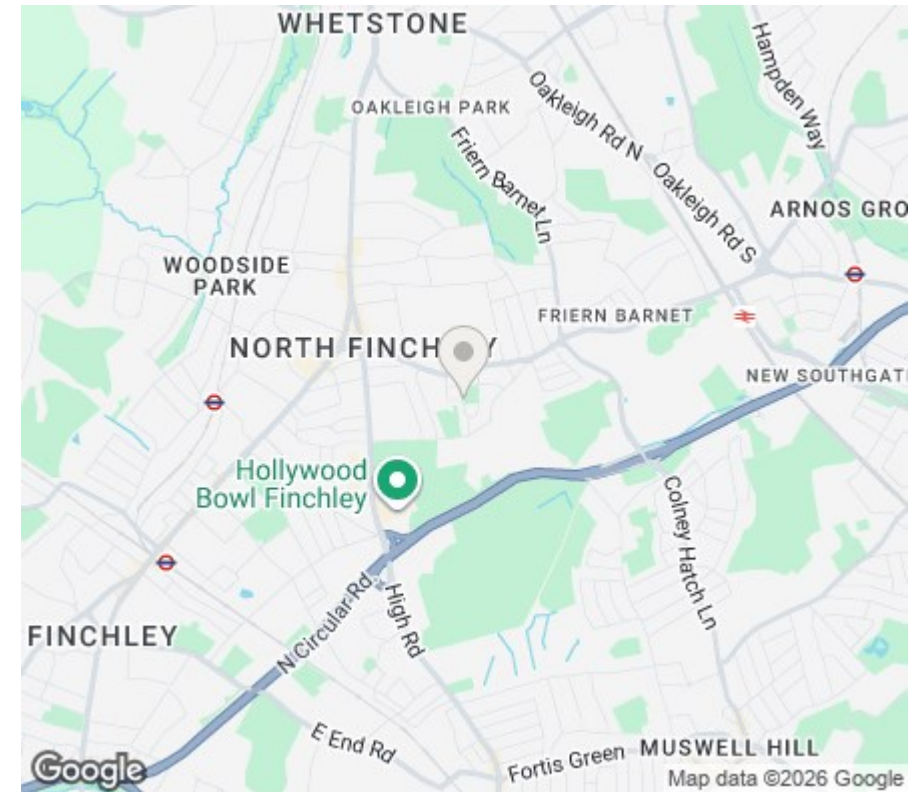 WHETSTONE
OAKLEIGH PARK
Hampden Way
Oakleigh Rd N
Friern Barnet Ln
Oakleigh Rd S
ARNOS GRO
WOODSIDE
PARK
FRIERN BARNET
NORTH FINCH Y
NEW SOUTHGATE
Hollywood
Bowl Finchley
Colney Hatch Ln
High Rd
N Circular Rd
FINCHLEY
E End Rd
Fortis Green
MUSWELL HILL
Google
Map data ©2026 Google